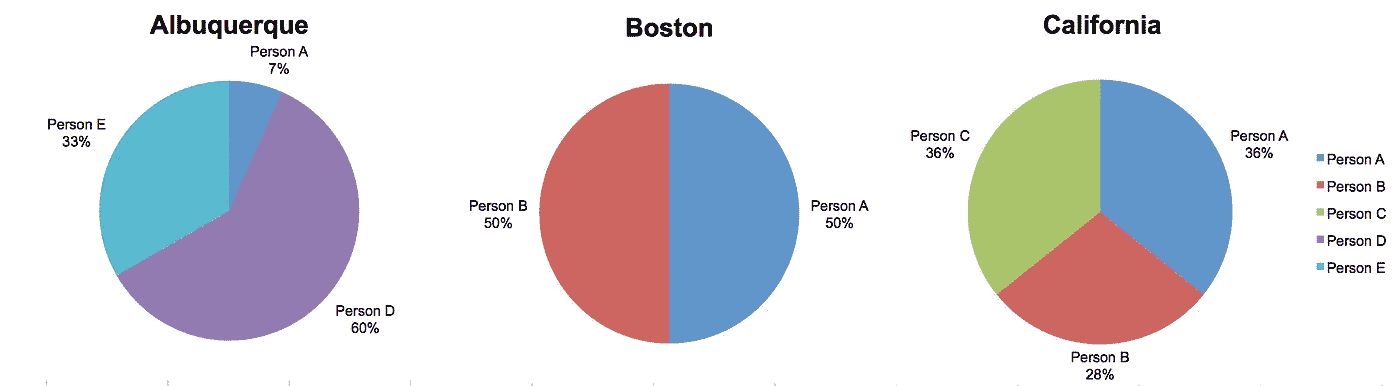 Albuquerque
Person A
7%
Person E
33%
Person D
60%
Boston
Person B
50%
Person A
50%
California
Person C
36%
Person A
36%
Person B
28%
Person A
Person B
Person C
Person D
Person E